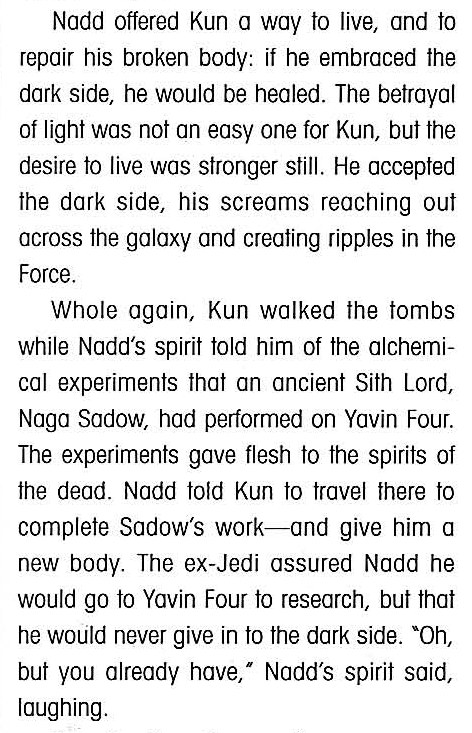 Nadd offered Kun a way to live, and to
repair his broken body: if he embraced the
dark side, he would be healed. The betrayal
of light was not an easy one for Kun, but the
desire to live was stronger still. He accepted
the dark side, his screams reaching out
across the galaxy and creating ripples in the
Force.
Whole again, Kun walked the tombs
while Nadd's spirit told him of the alchemi-
cal experiments that an ancient Sith Lord,
Naga Sadow, had performed on Yavin Four.
The experiments gave flesh to the spirits of
the dead. Nadd told Kun to travel there to
complete Sadow's work—and give him a
new body. The ex-Jedi assured Nadd he
would go to Yavin Four to research, but that
he would never give in to the dark side. "Oh,
but you already have," Nadd's spirit said,
laughing.